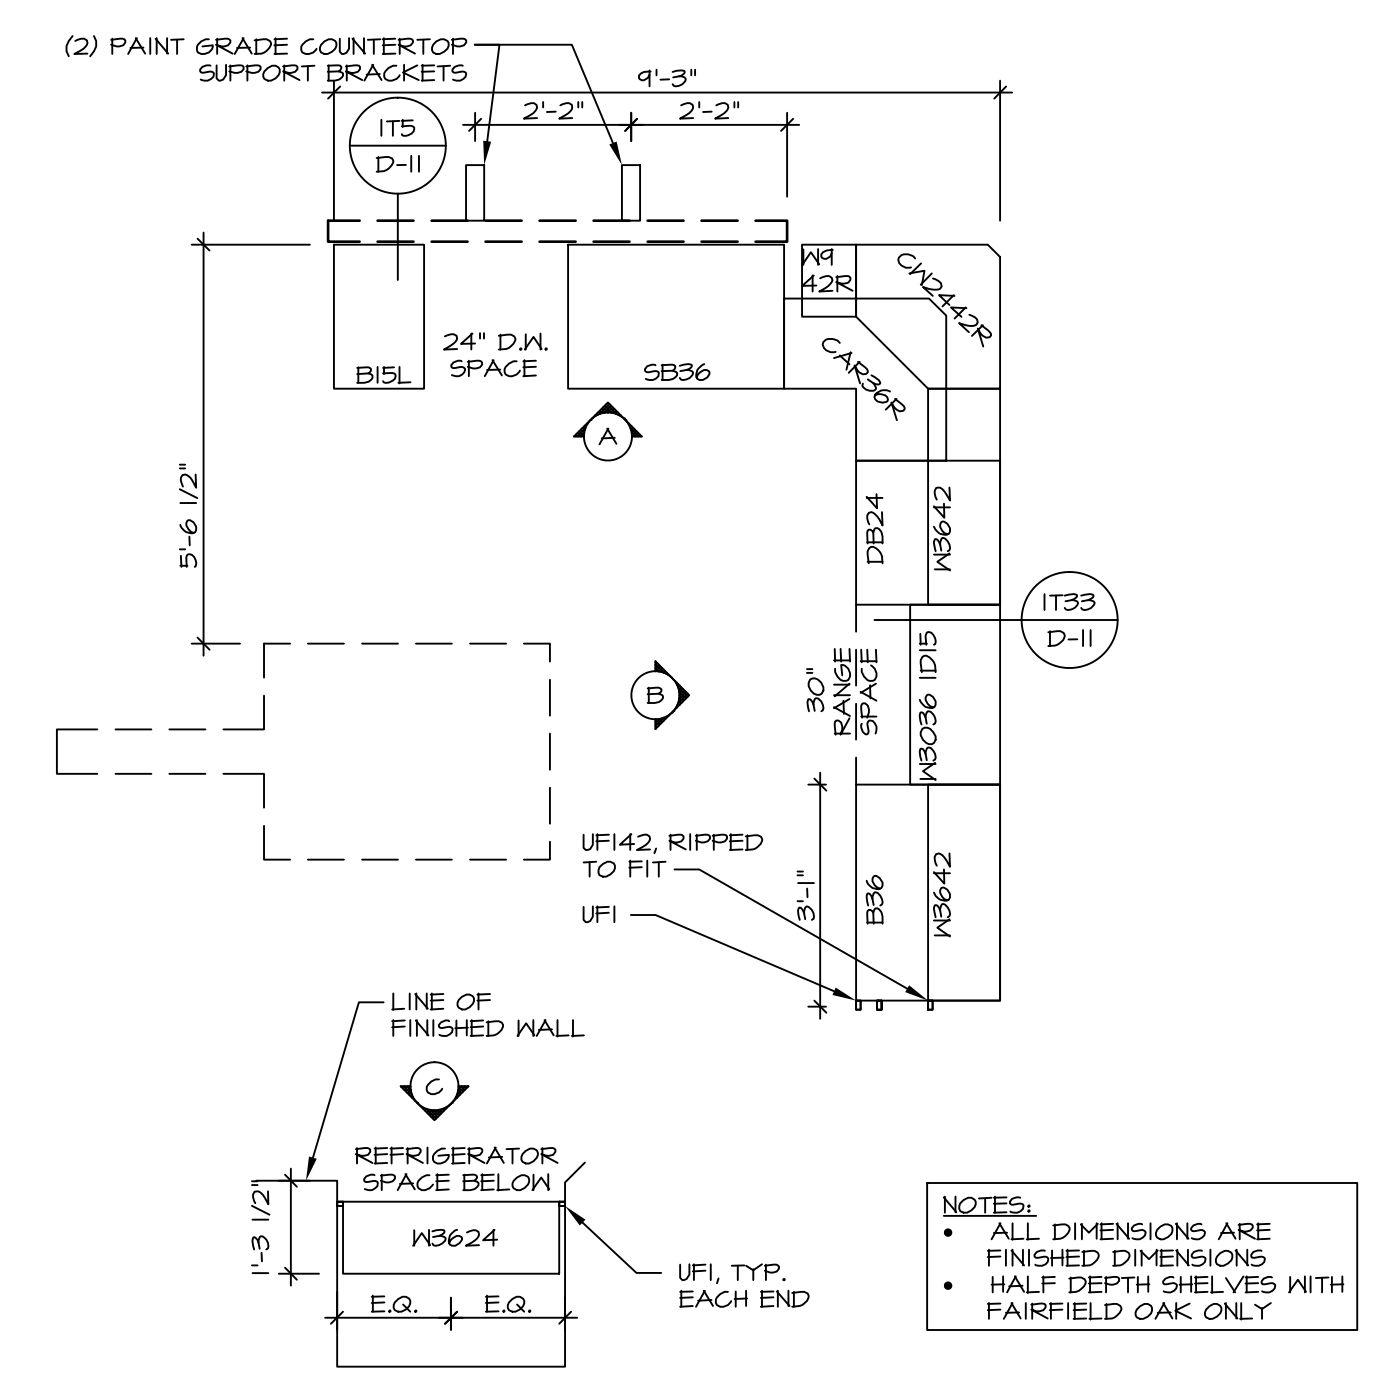 (2) PAINT GRADE COUNTERTOP
SUPPORT BRACKETS
9'-3"
2'-2"
2'-2"
IT5
D-11
W9
42R
CW2442R
24" D.W.
SPACE
B15L
SB36
CAR36R
A
5'-6 1/2"
DB24
W3642
IT33
D-11
30"
RANGE
SPACE
W3036 1D15
B
UF142, RIPPED
TO FIT
UF1
3'-1"
B36
W3642
LINE OF
FINISHED WALL
C
REFRIGERATOR
SPACE BELOW
1'-3 1/2"
W3624
UF1, TYP.
EACH END
E.Q.
E.Q.
NOTES:
• ALL DIMENSIONS ARE
FINISHED DIMENSIONS
• HALF DEPTH SHELVES WITH
FAIRFIELD OAK ONLY